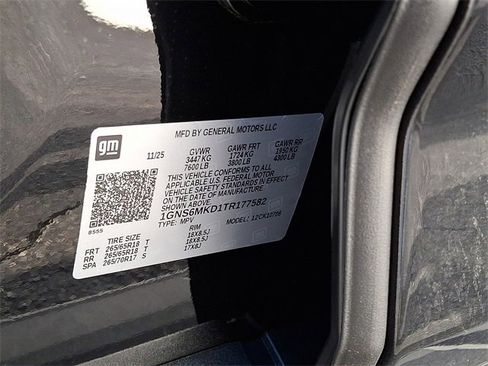 gm
MFD BY GENERAL MOTORS LLC
11/25 GVWR GAWR FRT GAWR RR
3447 KG 1724 KG 1950 KG
7600 LB 3800 LB 4300 LB
THIS VEHICLE CONFORMS TO ALL
APPLICABLE U.S. FEDERAL MOTOR
VEHICLE SAFETY STANDARDS IN
EFFECT ON THE DATE OF
MANUFACTURE SHOWN ABOVE.
1GNS6MKD1TR177582
TYPE: MPV MODEL: 12CK10706
TIRE SIZE RIM
FRT 265/65R18 T 18X8.5J
RR 265/65R18 T 18X8.5J
SPA 265/70R17 S 17X8J